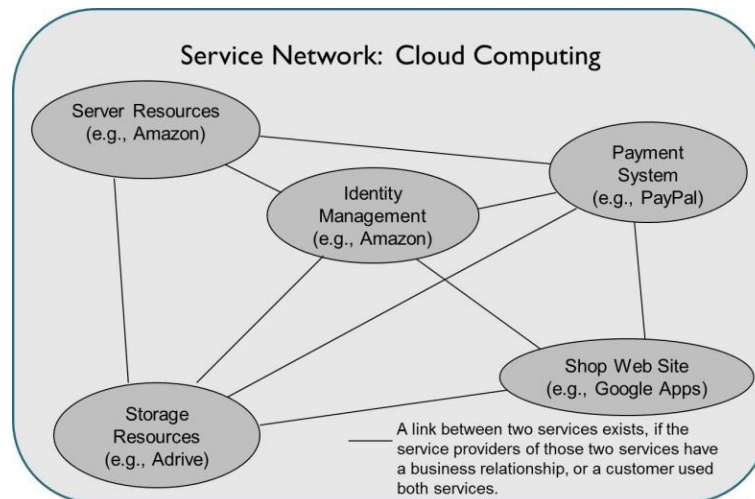 Service Network: Cloud Computing
Server Resources
(e.g., Amazon)
Payment
System
(e.g., PayPal)
Identity
Management
(e.g., Amazon)
Shop Web Site
(e.g., Google Apps)
Storage
Resources
(e.g., Adrive)
A link between two services exists, if the
service providers of those two services have
a business relationship, or a customer used
both services.